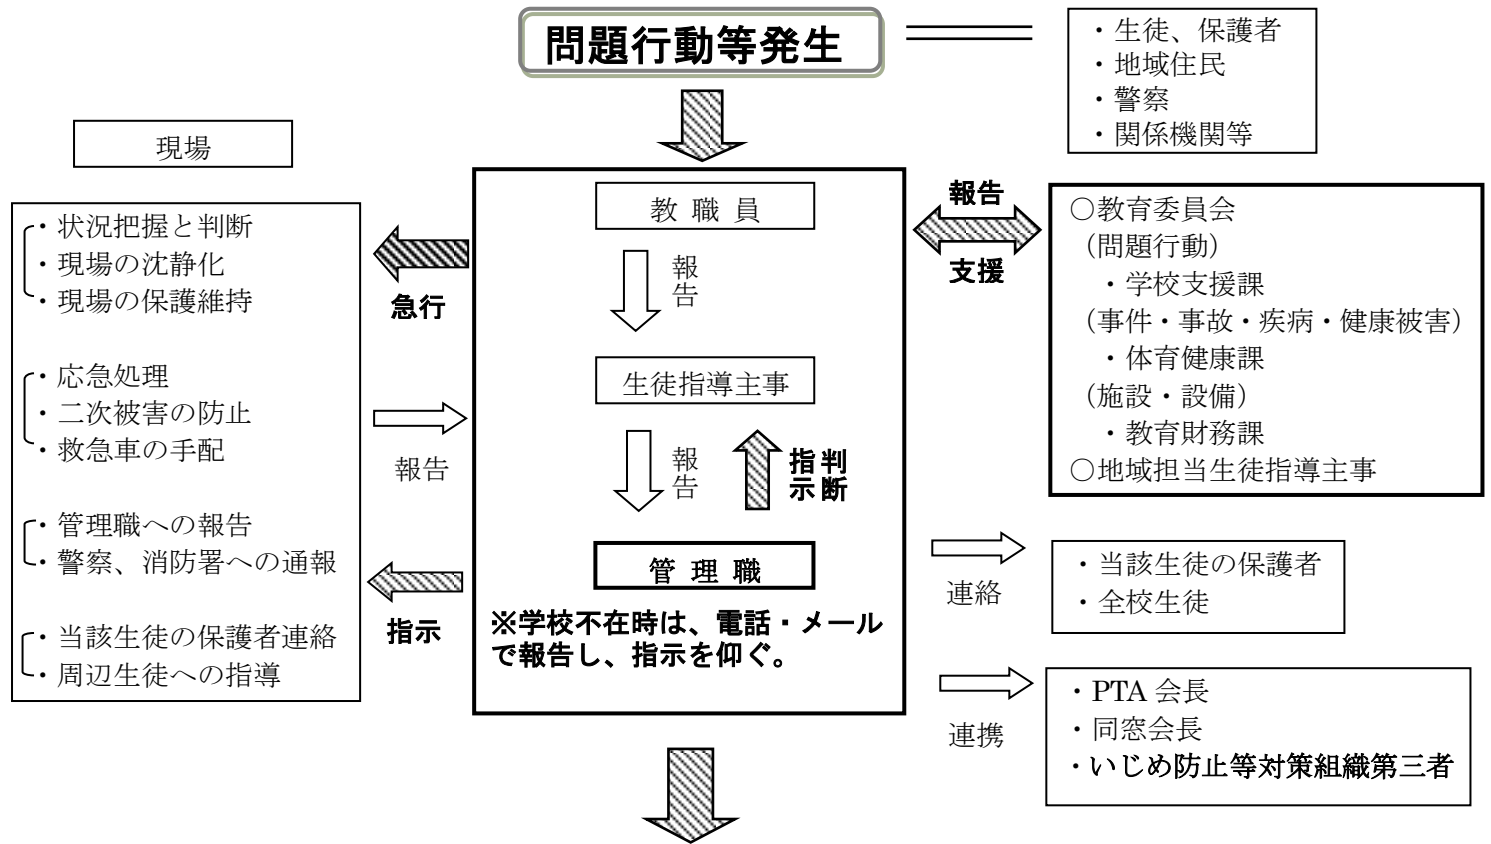 問題行動等発生
・生徒、保護者
・地域住民
・警察
・関係機関等
現場
・状況把握と判断
・現場の沈静化
・現場の保護維持
・応急処理
・二次被害の防止
・救急車の手配
・管理職への報告
・警察、消防署への通報
・当該生徒の保護者連絡
・周辺生徒への指導
急行
報告
指示
教職員
報告
生徒指導主事
報告
指示
判断
管理職
※学校不在時は、電話・メール
で報告し、指示を仰ぐ。
報告
支援
○教育委員会
（問題行動）
・学校支援課
（事件・事故・疾病・健康被害）
・体育健康課
（施設・設備）
・教育財務課
○地域担当生徒指導主事
連絡
・当該生徒の保護者
・全校生徒
連携
・PTA 会長
・同窓会長
・いじめ防止等対策組織第三者